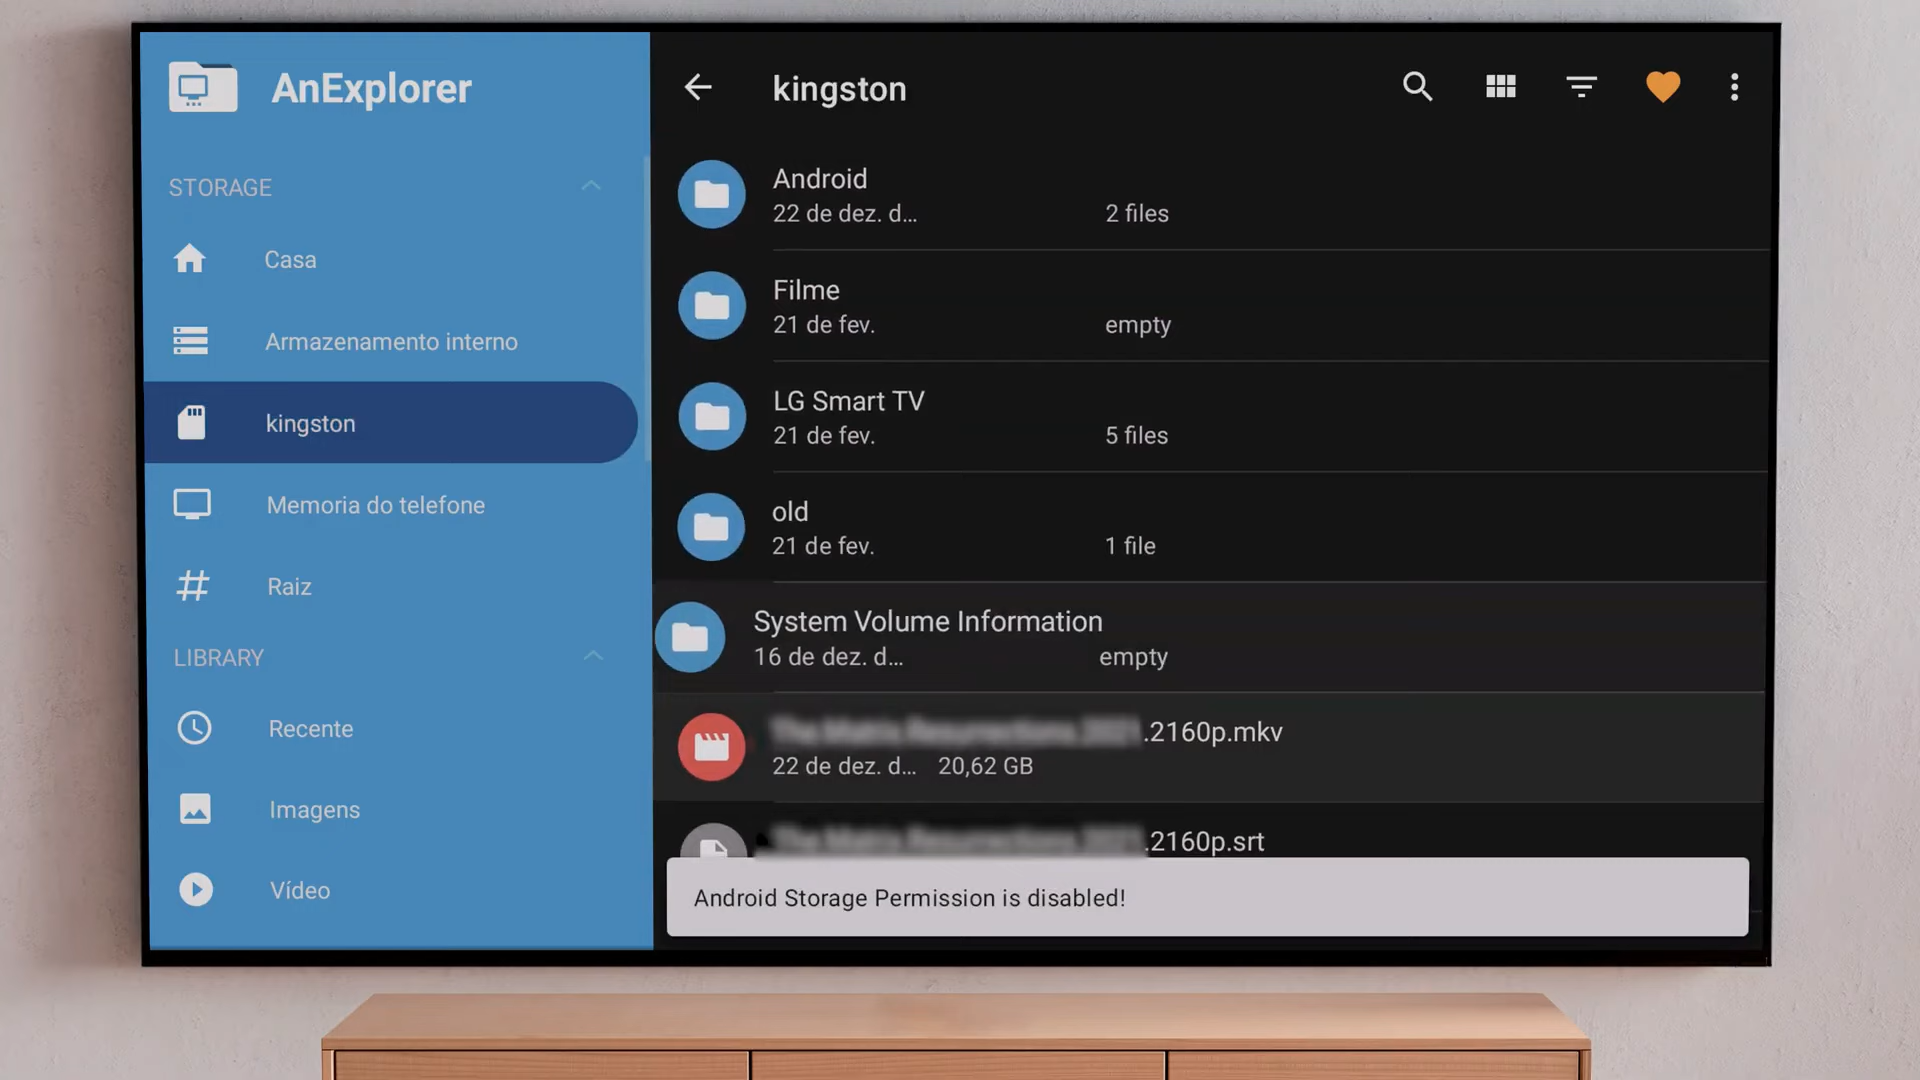 AnExplorer
STORAGE
Casa
Armazenamento interno
kingston
Memoria do telefone
Raiz
LIBRARY
Recente
Imagens
Vídeo
kingston
Android
22 de dez. d... 2 files
Filme
21 de fev. empty
LG Smart TV
21 de fev. 5 files
old
21 de fev. 1 file
System Volume Information
16 de dez. d... empty
.2160p.mkv
22 de dez. d... 20,62 GB
.2160p.srt
Android Storage Permission is disabled!